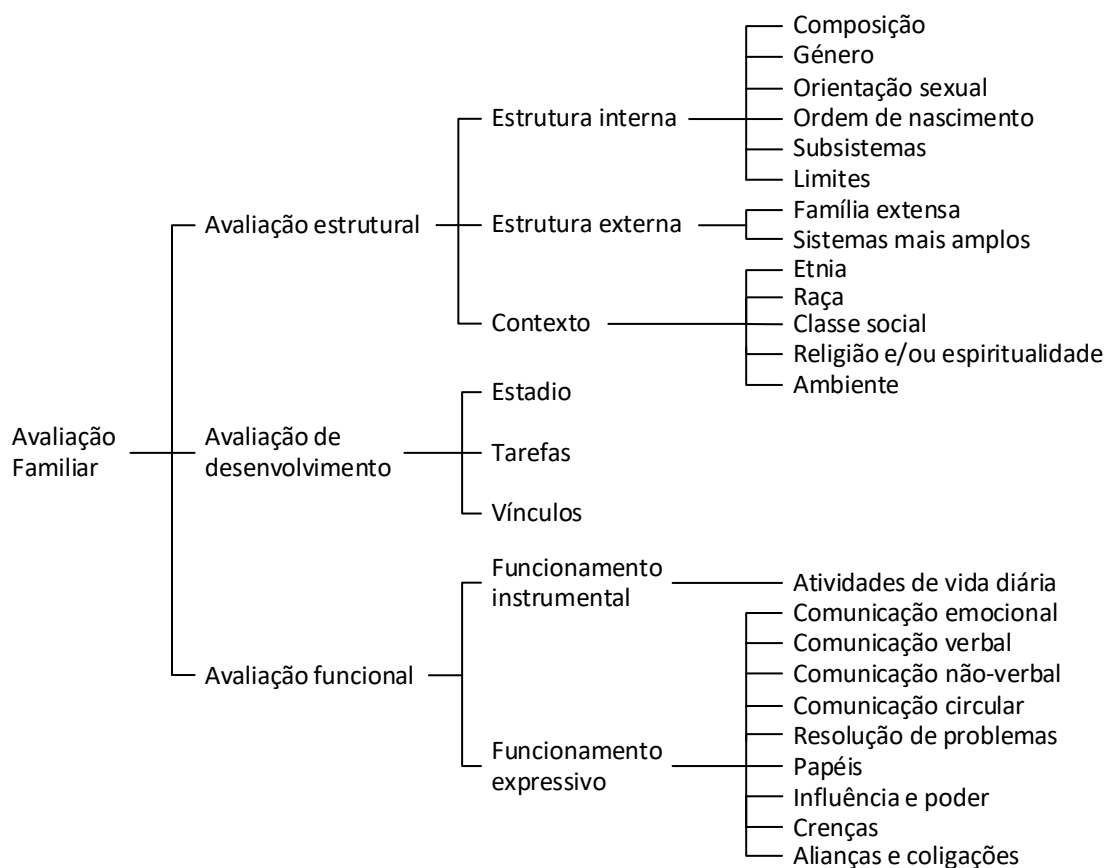 Avaliação
Familiar
Avaliação estrutural
Estrutura interna
Composição
Género
Orientação sexual
Ordem de nascimento
Subsistemas
Limites
Estrutura externa
Família extensa
Sistemas mais amplos
Contexto
Etnia
Raça
Classe social
Religião e/ou espiritualidade
Ambiente
Avaliação de
desenvolvimento
Estadio
Tarefas
Vínculos
Avaliação funcional
Funcionamento
instrumental
Atividades de vida diária
Funcionamento
expressivo
Comunicação emocional
Comunicação verbal
Comunicação não-verbal
Comunicação circular
Resolução de problemas
Papéis
Influência e poder
Crenças
Alianças e coligações